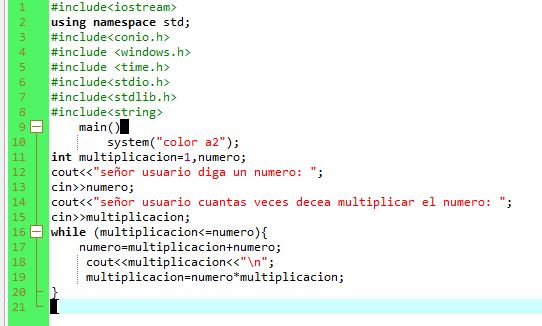 1 #include<iostream>
2 using namespace std;
3 #include<conio.h>
4 #include <windows.h>
5 #include <time.h>
6 #include<stdio.h>
7 #include<stdlib.h>
8 #include<string>
9 main()
10 system("color a2");
11 int multiplicacion=1,numero;
12 cout<<"señor usuario diga un numero: ";
13 cin>>numero;
14 cout<<"señor usuario cuantas veces decea multiplicar el numero: ";
15 cin>>multiplicacion;
16 while (multiplicacion<=numero){
17 numero=multiplicacion+numero;
18 cout<<multiplicacion<<"\n";
19 multiplicacion=numero*multiplicacion;
20 }
21